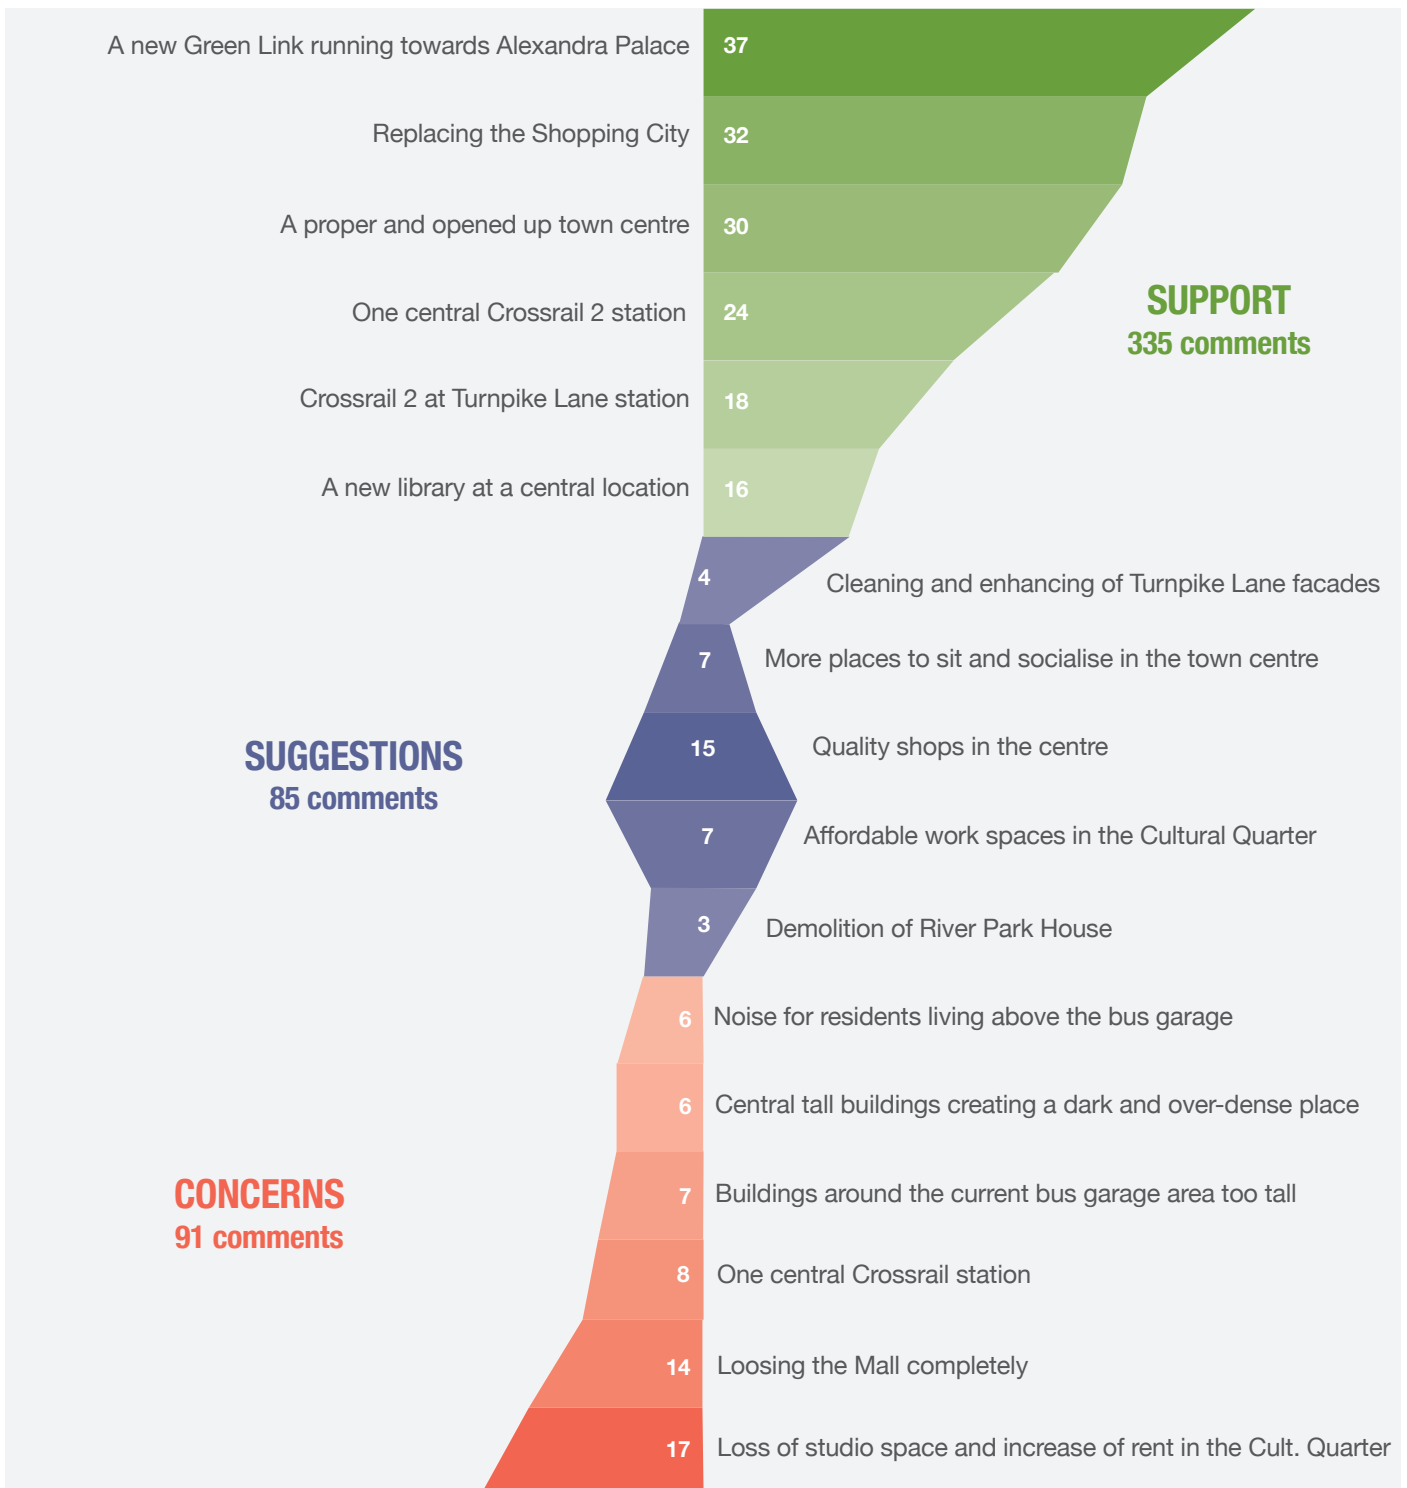 A new Green Link running towards Alexandra Palace 37
Replacing the Shopping City 32
A proper and opened up town centre 30
One central Crossrail 2 station 24
SUPPORT
335 comments
Crossrail 2 at Turnpike Lane station 18
A new library at a central location 16
4 Cleaning and enhancing of Turnpike Lane facades
7 More places to sit and socialise in the town centre
SUGGESTIONS
85 comments
15 Quality shops in the centre
7 Affordable work spaces in the Cultural Quarter
3 Demolition of River Park House
6 Noise for residents living above the bus garage
6 Central tall buildings creating a dark and over-dense place
CONCERNS
91 comments
7 Buildings around the current bus garage area too tall
8 One central Crossrail station
14 Loosing the Mall completely
17 Loss of studio space and increase of rent in the Cult. Quarter